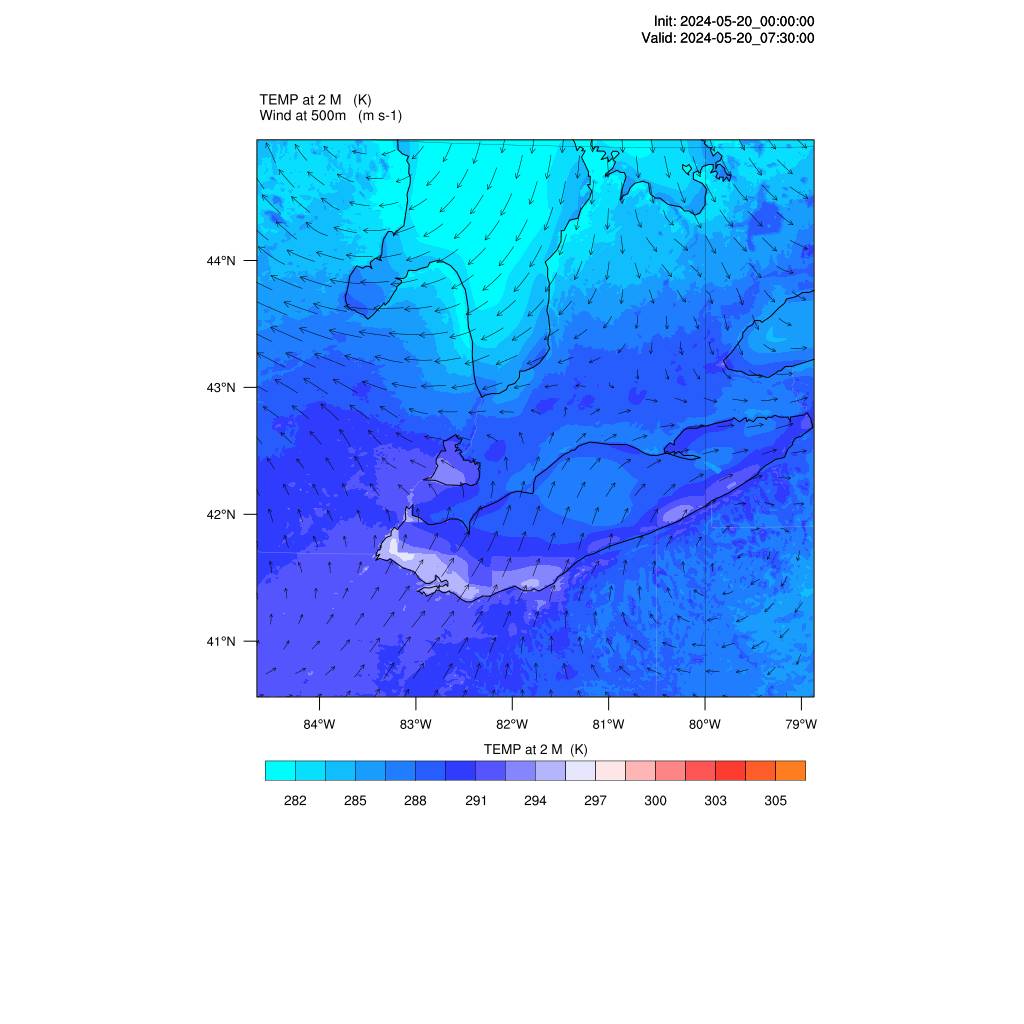 Init: 2024-05-20_00:00:00
Valid: 2024-05-20_07:30:00
TEMP at 2 M (K)
Wind at 500m (m s-1)
44°N
43°N
42°N
41°N
84°W 83°W 82°W 81°W 80°W 79°W
TEMP at 2 M (K)
282 285 288 291 294 297 300 303 305